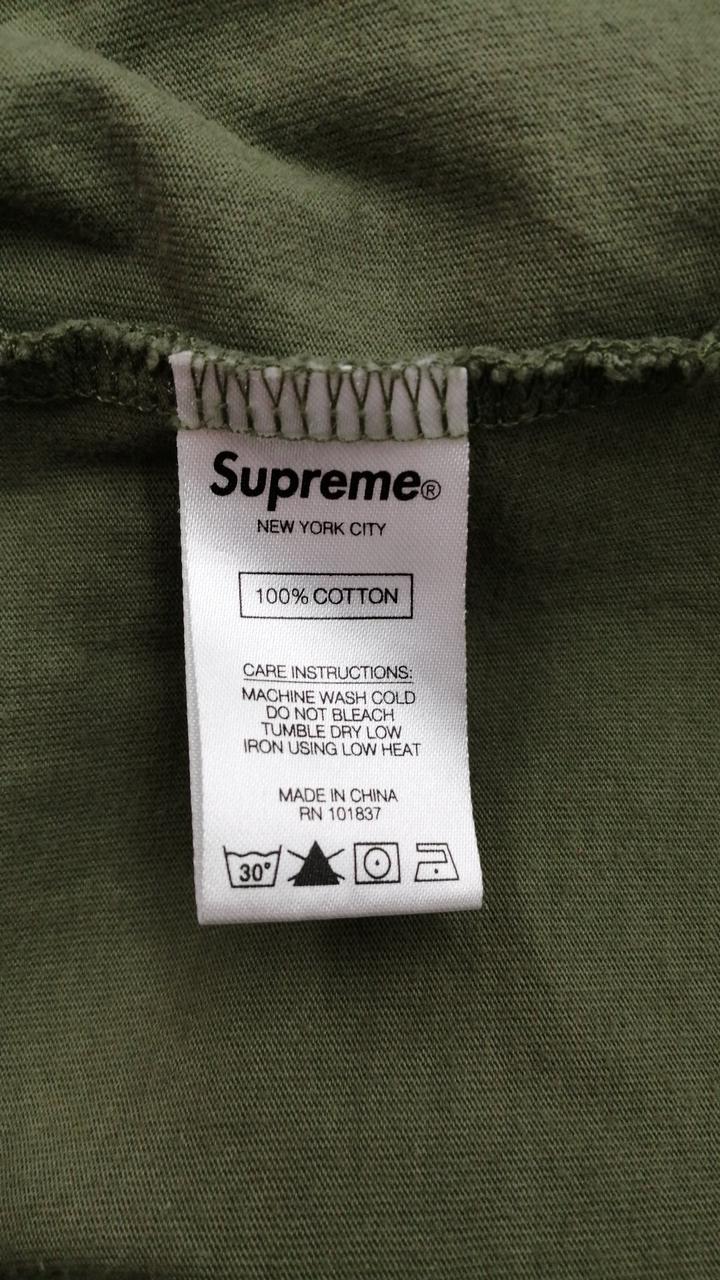 Supreme®
NEW YORK CITY
100% COTTON
CARE INSTRUCTIONS:
MACHINE WASH COLD
DO NOT BLEACH
TUMBLE DRY LOW
IRON USING LOW HEAT
MADE IN CHINA
RN 101837
30°